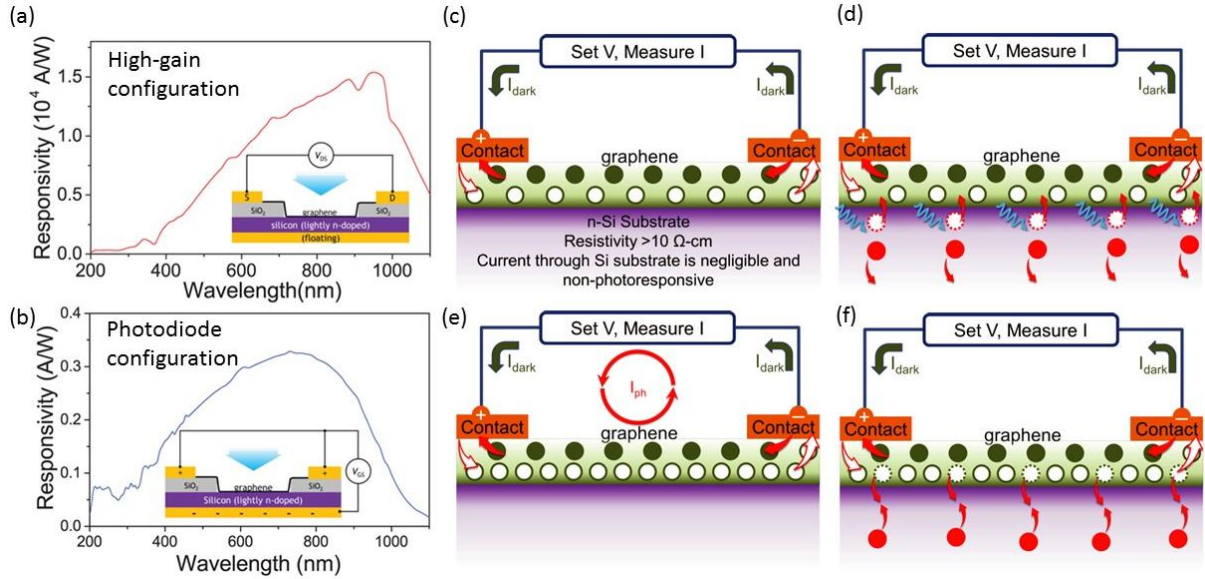 (a)
High-gain
configuration
Responsivity (10⁴ A/W)
1.5
1.0
0.5
0.0
200 400 600 800 1000
Wavelength(nm)
V_DS
S
D
SiO₂
graphene
SiO₂
silicon (lightly n-doped)
(floating)
(b)
Photodiode
configuration
Responsivity (A/W)
0.4
0.3
0.2
0.1
0.0
200 400 600 800 1000
Wavelength (nm)
V_GS
+
+
SiO₂
graphene
SiO₂
Silicon (lightly n-doped)
- - - - - - -
(c)
Set V, Measure I
I_dark
I_dark
+
−
Contact
graphene
Contact
n-Si Substrate
Resistivity >10 Ω-cm
Current through Si substrate is negligible and
non-photoresponsive
(d)
Set V, Measure I
I_dark
I_dark
+
−
Contact
graphene
Contact
(e)
Set V, Measure I
I_dark
I_ph
I_dark
+
−
Contact
graphene
Contact
(f)
Set V, Measure I
I_dark
I_dark
+
−
Contact
graphene
Contact